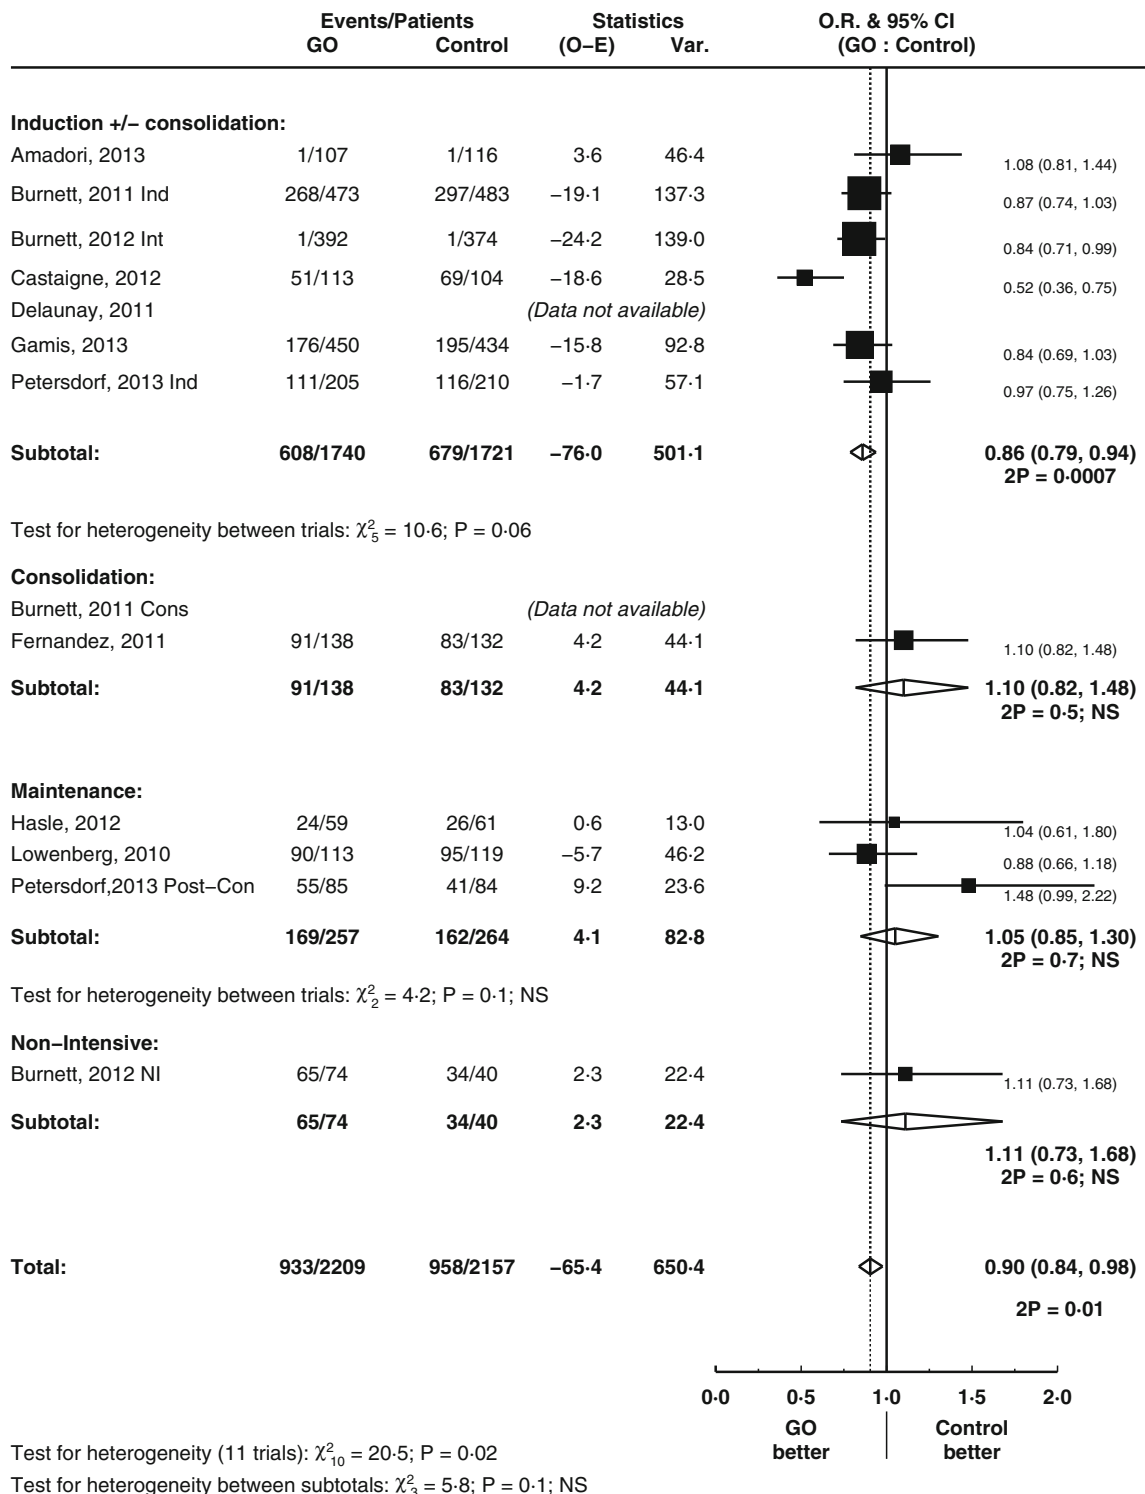 Events/Patients Statistics O.R. & 95% CI
GO Control (O−E) Var. (GO : Control)
Induction +/− consolidation:
Amadori, 2013 1/107 1/116 3·6 46·4 1.08 (0.81, 1.44)
Burnett, 2011 Ind 268/473 297/483 −19·1 137·3 0.87 (0.74, 1.03)
Burnett, 2012 Int 1/392 1/374 −24·2 139·0 0.84 (0.71, 0.99)
Castaigne, 2012 51/113 69/104 −18·6 28·5 0.52 (0.36, 0.75)
Delaunay, 2011 (Data not available)
Gamis, 2013 176/450 195/434 −15·8 92·8 0.84 (0.69, 1.03)
Petersdorf, 2013 Ind 111/205 116/210 −1·7 57·1 0.97 (0.75, 1.26)
Subtotal: 608/1740 679/1721 −76·0 501·1 0.86 (0.79, 0.94)
2P = 0·0007
Test for heterogeneity between trials: χ²₅ = 10·6; P = 0·06
Consolidation:
Burnett, 2011 Cons (Data not available)
Fernandez, 2011 91/138 83/132 4·2 44·1 1.10 (0.82, 1.48)
Subtotal: 91/138 83/132 4·2 44·1 1.10 (0.82, 1.48)
2P = 0·5; NS
Maintenance:
Hasle, 2012 24/59 26/61 0·6 13·0 1.04 (0.61, 1.80)
Lowenberg, 2010 90/113 95/119 −5·7 46·2 0.88 (0.66, 1.18)
Petersdorf,2013 Post−Con 55/85 41/84 9·2 23·6 1.48 (0.99, 2.22)
Subtotal: 169/257 162/264 4·1 82·8 1.05 (0.85, 1.30)
2P = 0·7; NS
Test for heterogeneity between trials: χ²₂ = 4·2; P = 0·1; NS
Non−Intensive:
Burnett, 2012 NI 65/74 34/40 2·3 22·4 1.11 (0.73, 1.68)
Subtotal: 65/74 34/40 2·3 22·4
1.11 (0.73, 1.68)
2P = 0·6; NS
Total: 933/2209 958/2157 −65·4 650·4 0.90 (0.84, 0.98)
2P = 0·01
0·0 0·5 1·0 1·5 2·0
GO Control
better better
Test for heterogeneity (11 trials): χ²₁₀ = 20·5; P = 0·02
Test for heterogeneity between subtotals: χ²₃ = 5·8; P = 0·1; NS